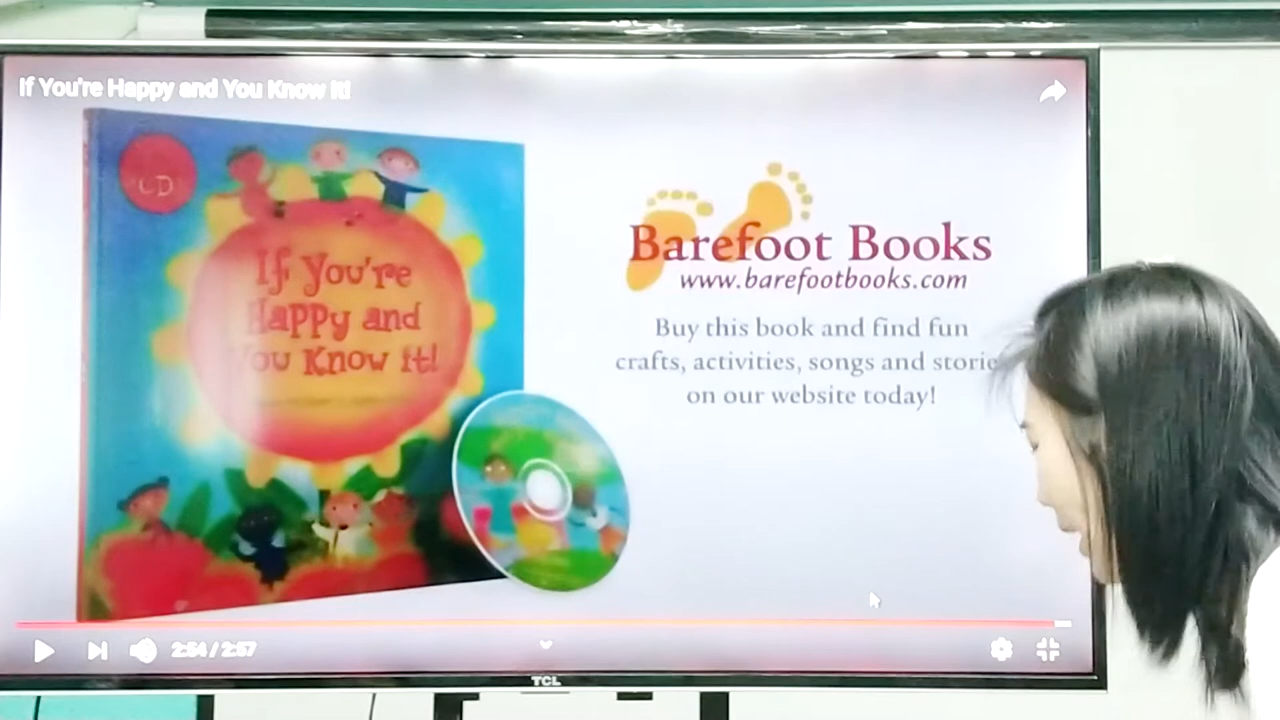 If You're Happy and You Know It!
CD
If You're
Happy and
You Know it!
Barefoot Books
www.barefootbooks.com
Buy this book and find fun
crafts, activities, songs and storie
on our website today!
2:54 / 2:57
TCL